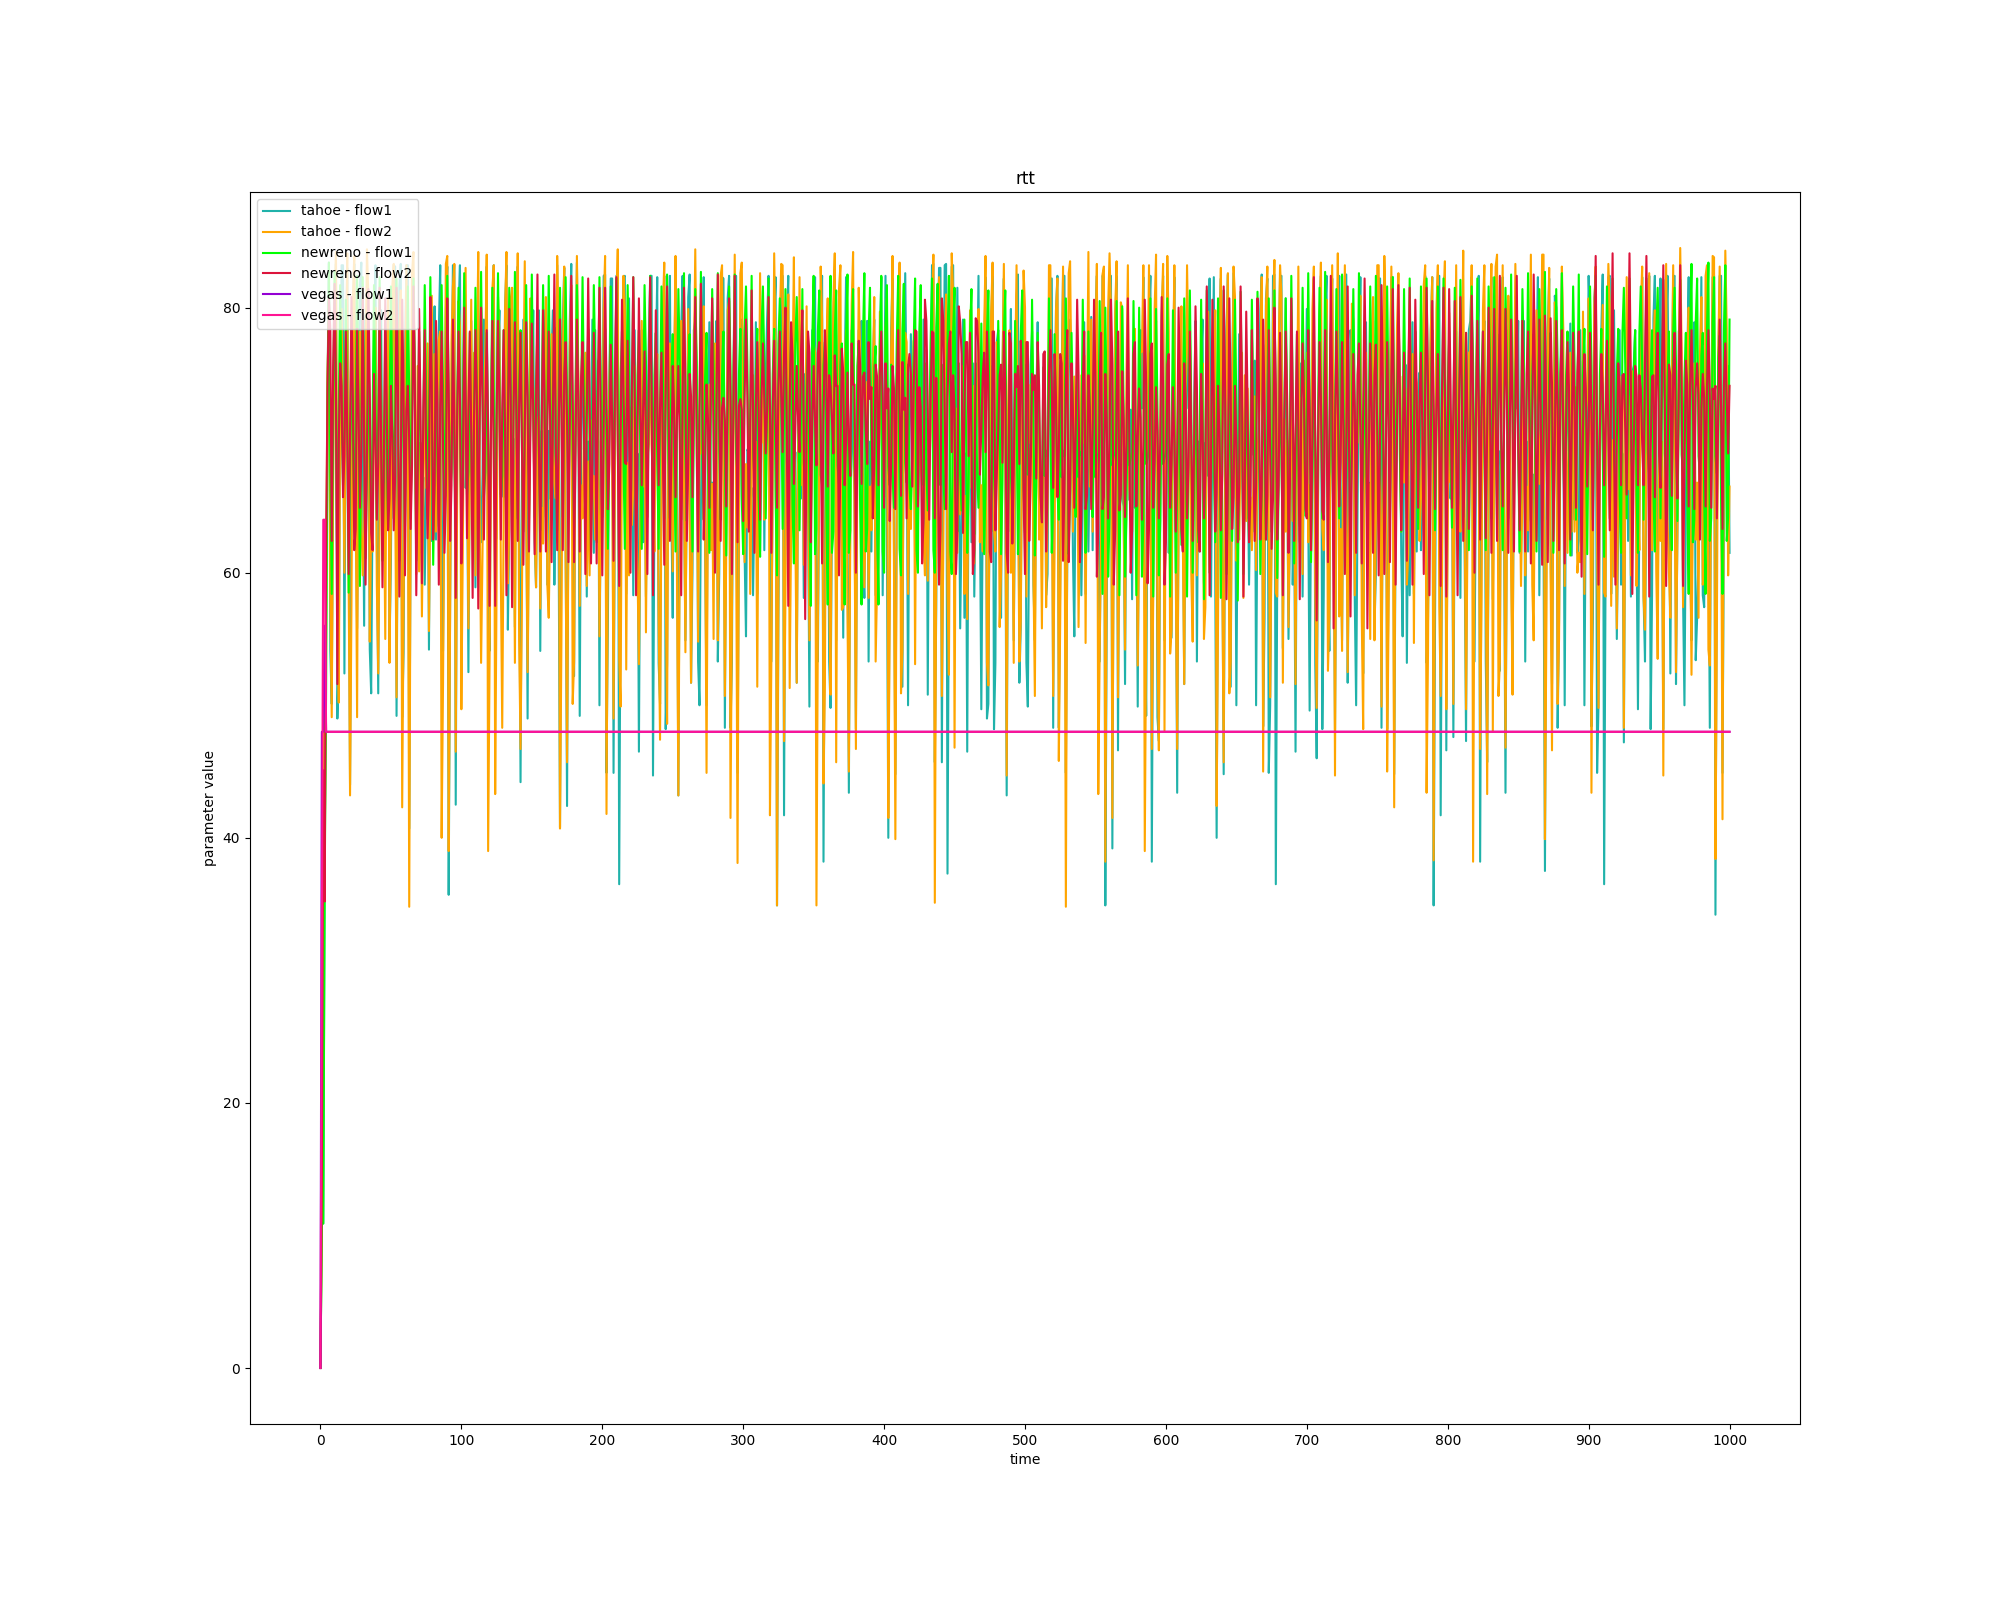 rtt
tahoe - flow1
tahoe - flow2
newreno - flow1
newreno - flow2
vegas - flow1
vegas - flow2
80
60
40
20
0
parameter value
0 100 200 300 400 500 600 700 800 900 1000
time